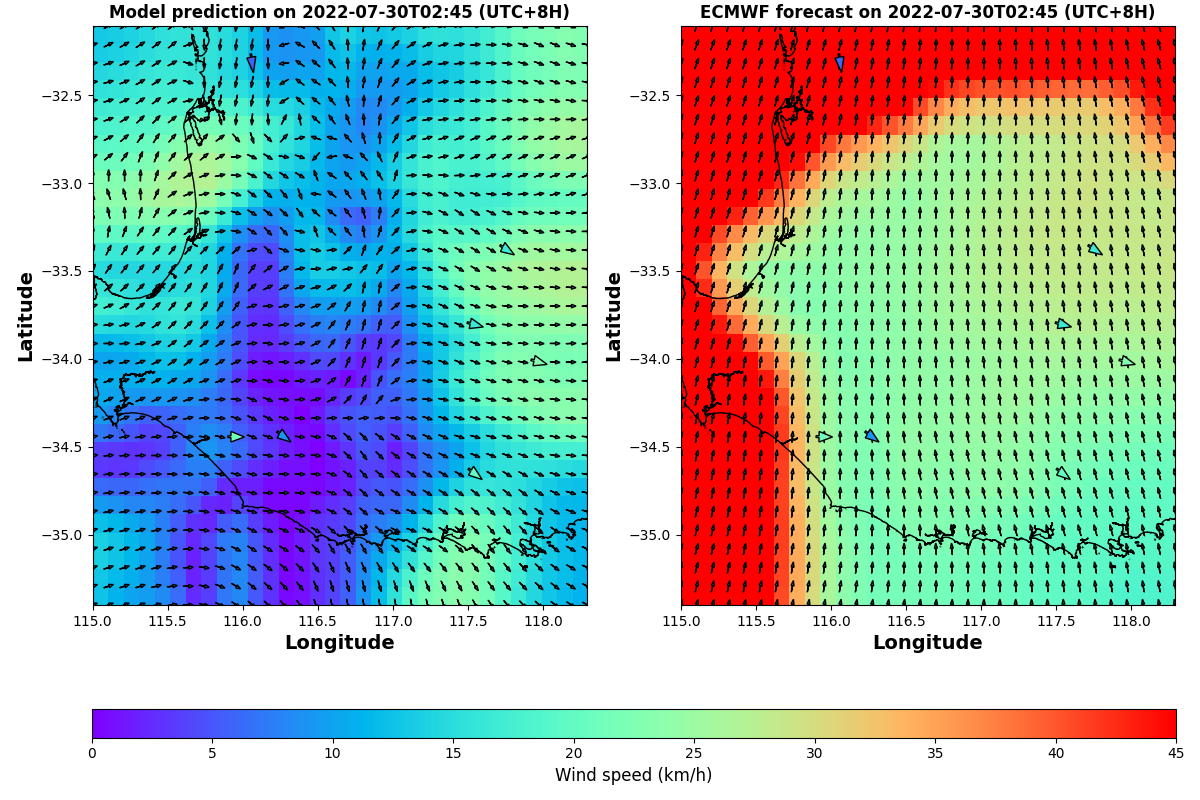 Model prediction on 2022-07-30T02:45 (UTC+8H)
ECMWF forecast on 2022-07-30T02:45 (UTC+8H)
−32.5
−33.0
−33.5
−34.0
−34.5
−35.0
Latitude
115.0 115.5 116.0 116.5 117.0 117.5 118.0
Longitude
−32.5
−33.0
−33.5
−34.0
−34.5
−35.0
Latitude
115.0 115.5 116.0 116.5 117.0 117.5 118.0
Longitude
0 5 10 15 20 25 30 35 40 45
Wind speed (km/h)